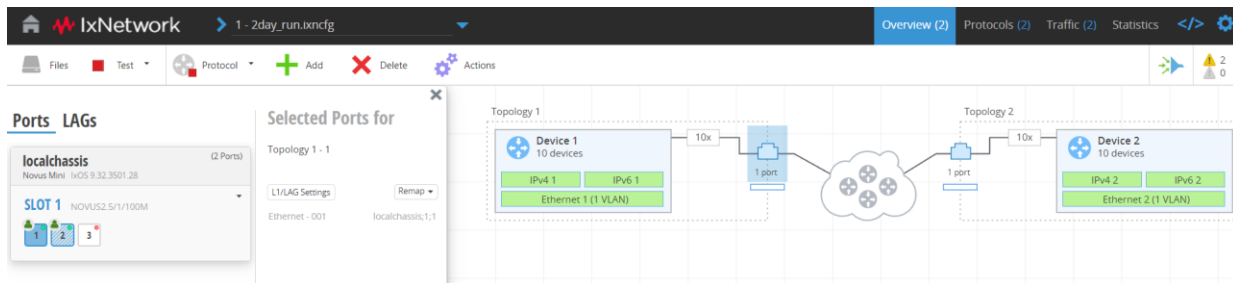 IxNetwork
1 - 2day_run.ixncfg
Overview (2)
Protocols (2)
Traffic (2)
Statistics
</>
Files
Test
Protocol
Add
Delete
Actions
2
0
Ports
LAGs
localchassis
(2 Ports)
Novus Mini IxOS 9.32.3501.28
SLOT 1 NOVUS2.5/1/100M
1
2
3
Selected Ports for
Topology 1 - 1
L1/LAG Settings
Remap
Ethernet - 001
localchassis;1;1
Topology 1
Device 1
10 devices
IPv4 1
IPv6 1
Ethernet 1 (1 VLAN)
10x
1 port
Topology 2
1 port
10x
Device 2
10 devices
IPv4 2
IPv6 2
Ethernet 2 (1 VLAN)